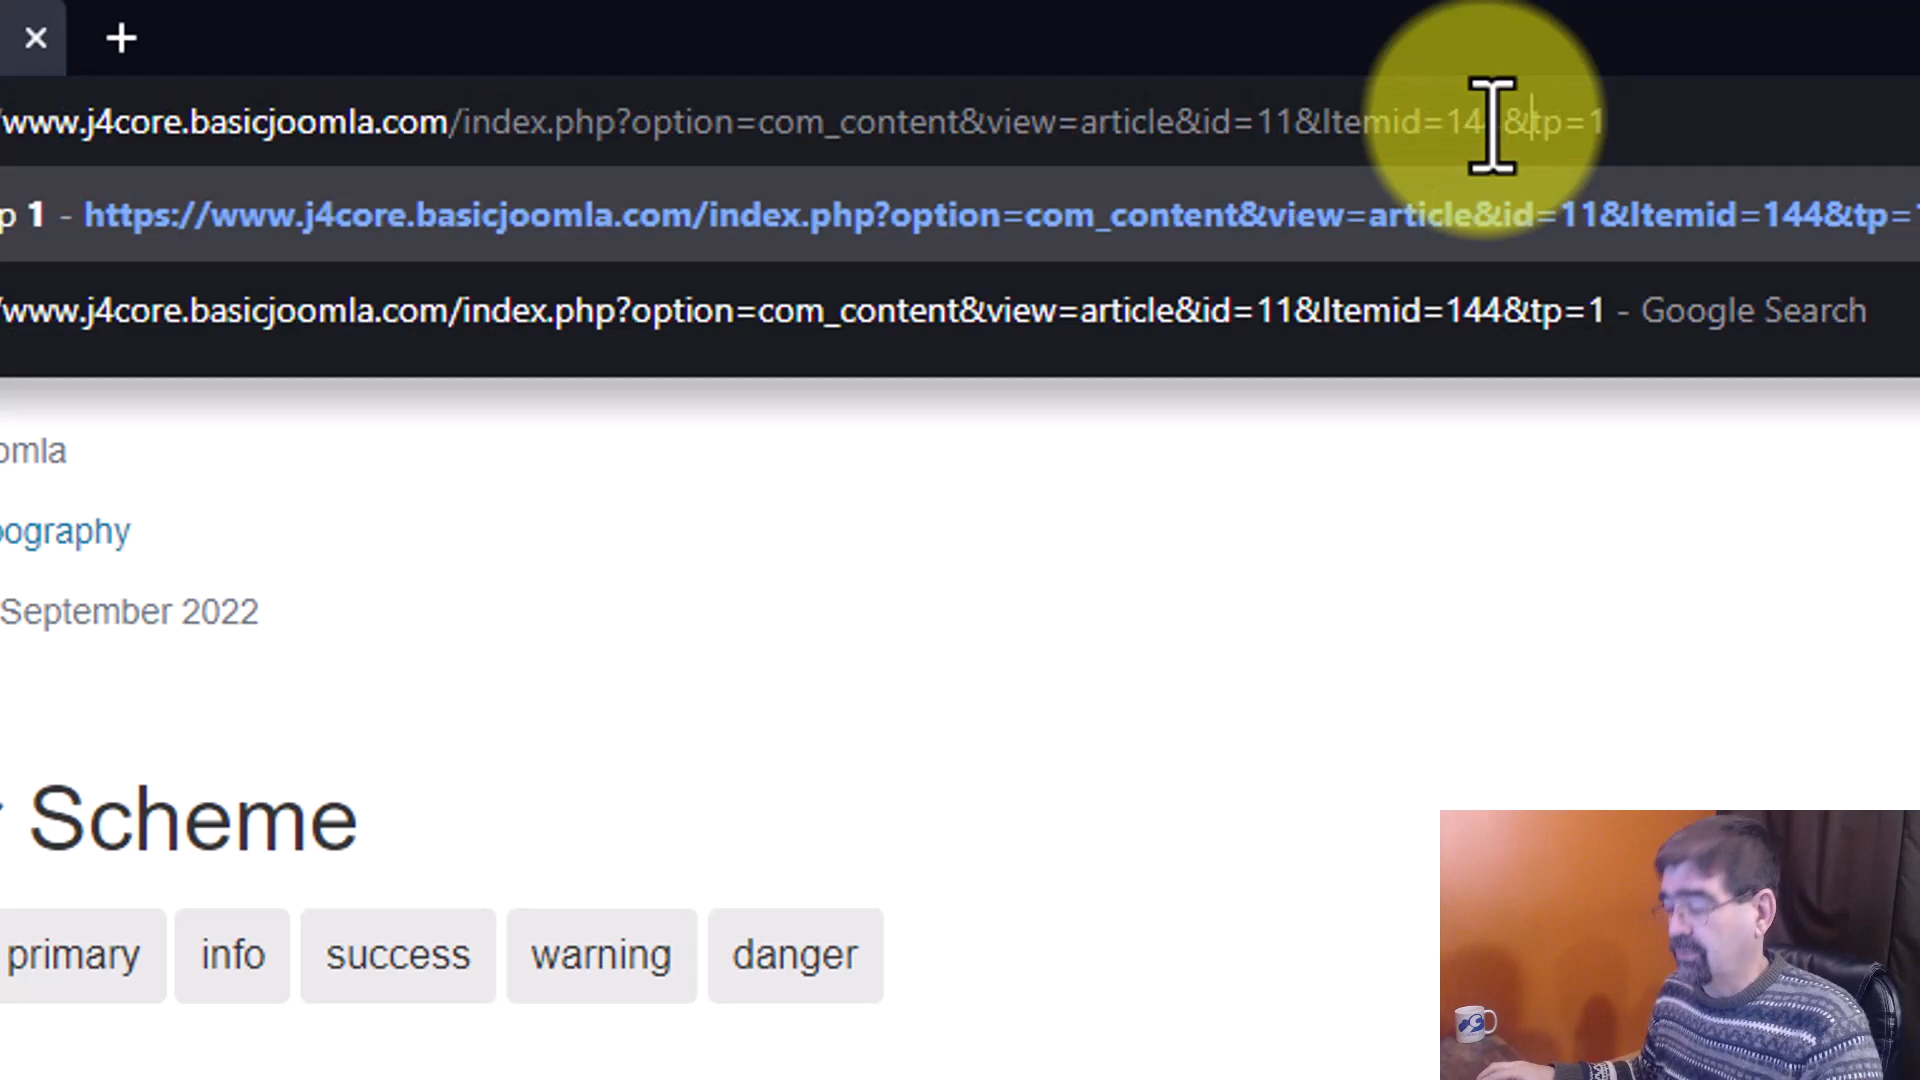 /www.j4core.basicjoomla.com/index.php?option=com_content&view=article&id=11&Itemid=144&tp=1
p 1 - https://www.j4core.basicjoomla.com/index.php?option=com_content&view=article&id=11&Itemid=144&tp=1
/www.j4core.basicjoomla.com/index.php?option=com_content&view=article&id=11&Itemid=144&tp=1 - Google Search
omla
ography
September 2022
Scheme
primary info success warning danger